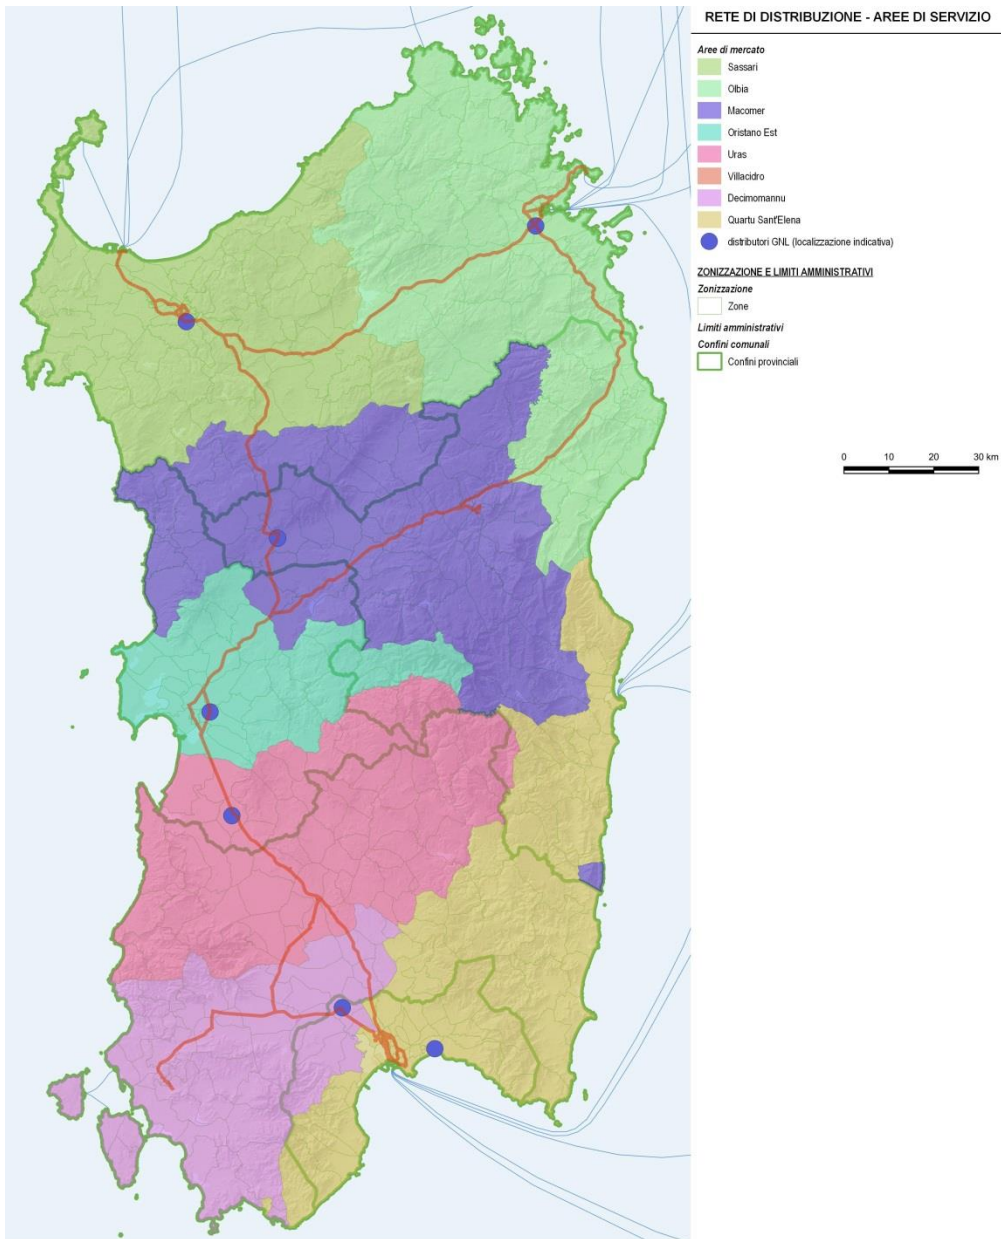 RETE DI DISTRIBUZIONE - AREE DI SERVIZIO
Aree di mercato
Sassari
Olbia
Macomer
Oristano Est
Uras
Villacidro
Decimomannu
Quartu Sant'Elena
distributori GNL (localizzazione indicativa)
ZONIZZAZIONE E LIMITI AMMINISTRATIVI
Zonizzazione
Zone
Limiti amministrativi
Confini comunali
Confini provinciali
0 10 20 30 km